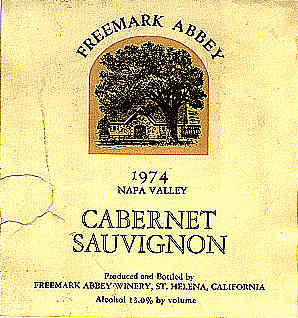 FREEMARK ABBEY
1974
NAPA VALLEY
CABERNET
SAUVIGNON
Produced and Bottled by
FREEMARK ABBEY WINERY, ST. HELENA, CALIFORNIA
Alcohol 13.0% by volume